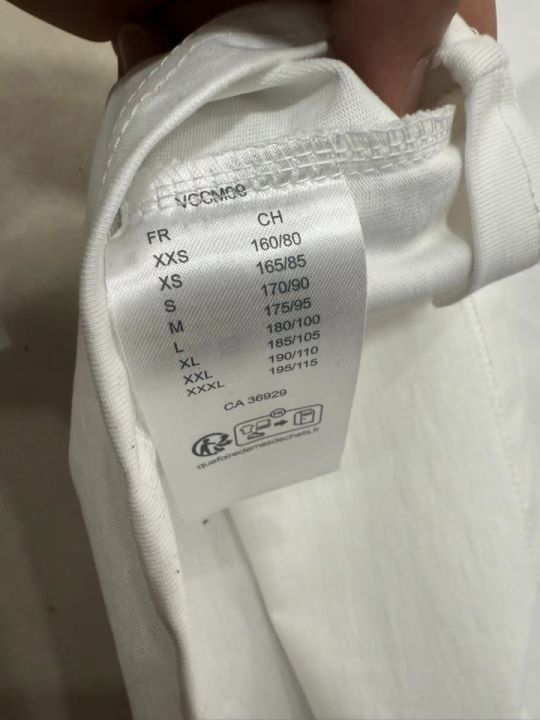 FR CH
XXS 160/80
XS 165/85
S 170/90
M 175/95
L 180/100
XL 185/105
XXL 190/110
XXXL 195/115
CA 36929
FR
quefairedemesdechets.fr